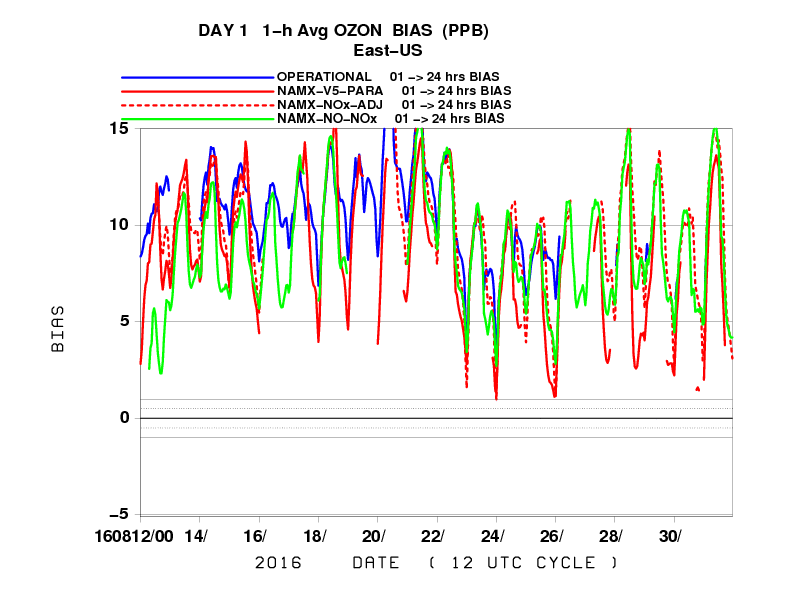 DAY 1 1-h Avg OZON BIAS (PPB)
East-US
OPERATIONAL 01 -> 24 hrs BIAS
NAMX-V5-PARA 01 -> 24 hrs BIAS
NAMX-NOx-ADJ 01 -> 24 hrs BIAS
NAMX-NO-NOx 01 -> 24 hrs BIAS
15
10
5
0
-5
BIAS
160812/00 14/ 16/ 18/ 20/ 22/ 24/ 26/ 28/ 30/
2016 DATE ( 12 UTC CYCLE )